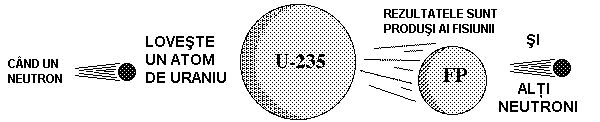 CÂND UN
NEUTRON
LOVEŞTE
UN ATOM
DE URANIU
U-235
REZULTATELE SUNT
PRODUŞI AI FISIUNII
FP
ŞI
ALŢI
NEUTRONI